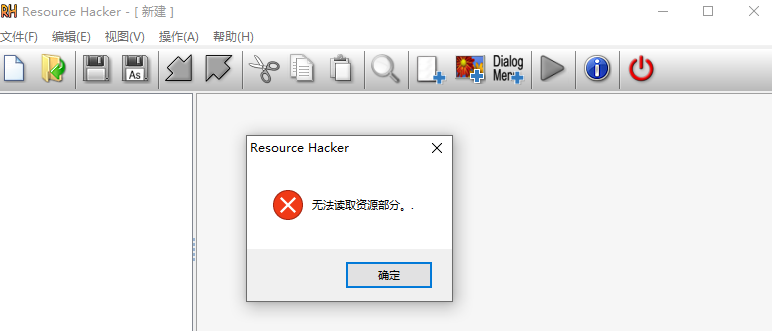 RH Resource Hacker - [ 新建 ]
文件(F) 编辑(E) 视图(V) 操作(A) 帮助(H)
As
Dialog
Menu
Resource Hacker
无法读取资源部分。.
确定